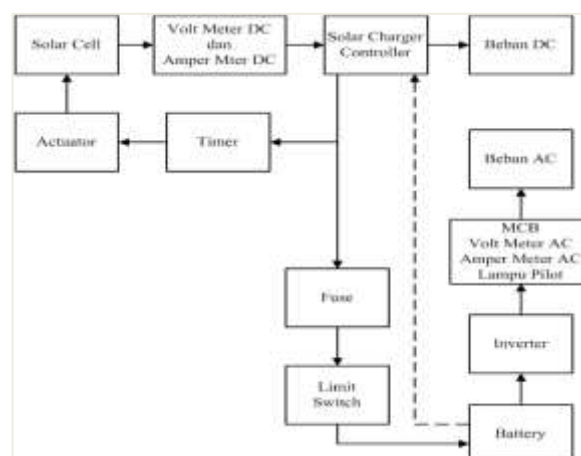 Solar Cell
Volt Meter DC
dan
Amper Mter DC
Solar Charger
Controller
Beban DC
Actuator
Timer
Beban AC
MCB
Volt Meter AC
Amper Meter AC
Lampu Pilot
Fuse
Inverter
Limit
Switch
Battery